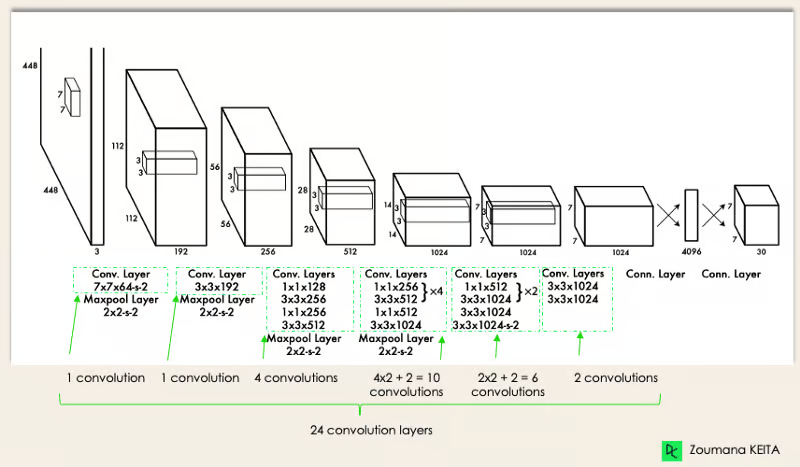 448
448
7
7
3
112
112
3
3
192
56
56
3
3
256
28
28
3
3
512
14
14
3
3
1024
7
7
3
3
1024
7
7
1024
4096
7
7
30
Conv. Layer
7x7x64-s-2
Maxpool Layer
2x2-s-2
Conv. Layer
3x3x192
Maxpool Layer
2x2-s-2
Conv. Layers
1x1x128
3x3x256
1x1x256
3x3x512
Maxpool Layer
2x2-s-2
Conv. Layers
1x1x256
3x3x512
}×4
1x1x512
3x3x1024
Maxpool Layer
2x2-s-2
Conv. Layers
1x1x512
3x3x1024
}×2
3x3x1024
3x3x1024-s-2
Conv. Layers
3x3x1024
3x3x1024
Conn. Layer
Conn. Layer
1 convolution
1 convolution
4 convolutions
4x2 + 2 = 10
convolutions
2x2 + 2 = 6
convolutions
2 convolutions
24 convolution layers
Zoumana KEITA